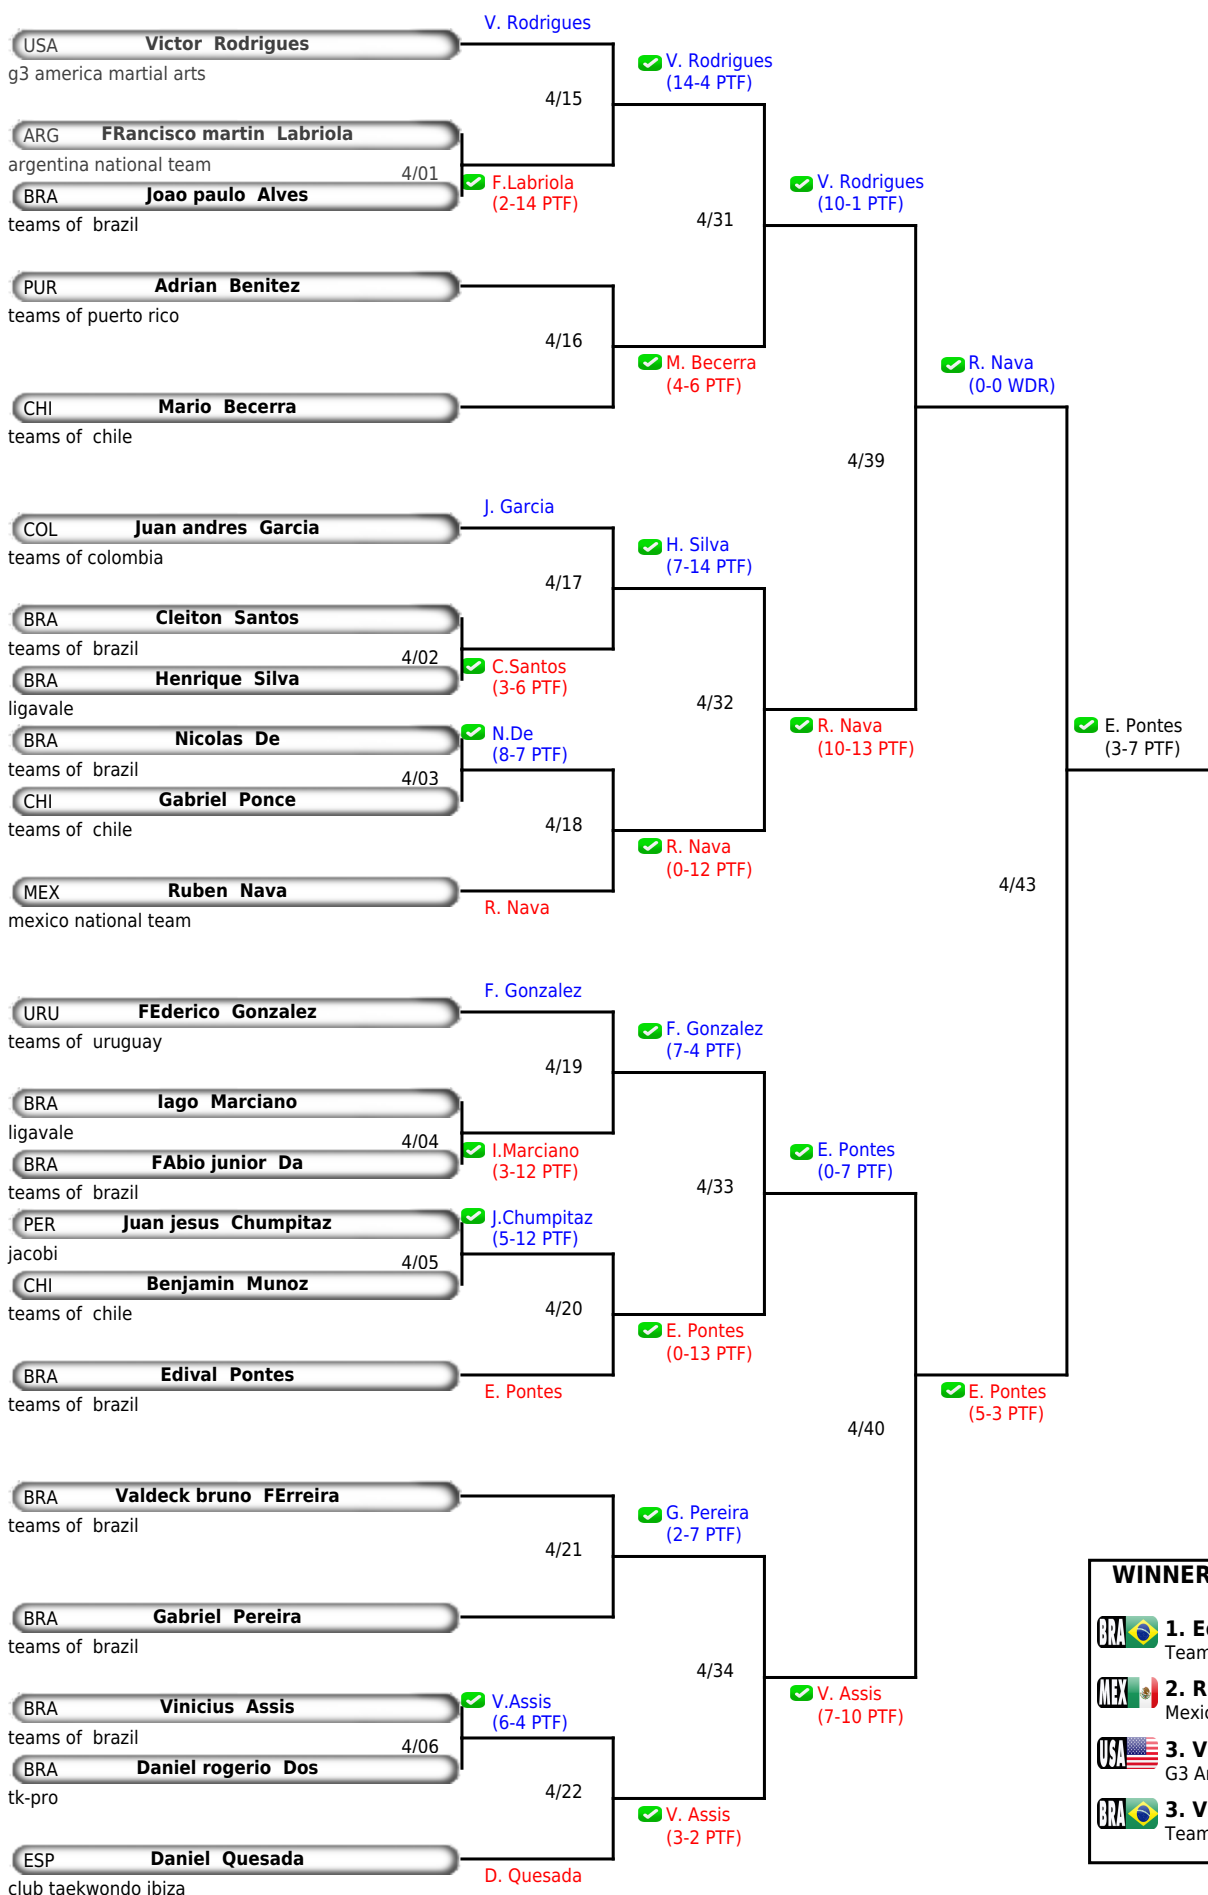 V. Rodrigues
USA Victor Rodrigues
g3 america martial arts
V. Rodrigues
(14-4 PTF)
4/15
ARG FRancisco martin Labriola
argentina national team
4/01
F.Labriola
(2-14 PTF)
BRA Joao paulo Alves
teams of brazil
V. Rodrigues
(10-1 PTF)
4/31
PUR Adrian Benitez
teams of puerto rico
4/16
M. Becerra
(4-6 PTF)
R. Nava
(0-0 WDR)
CHI Mario Becerra
teams of chile
4/39
J. Garcia
COL Juan andres Garcia
teams of colombia
H. Silva
(7-14 PTF)
4/17
BRA Cleiton Santos
teams of brazil
4/02
C.Santos
(3-6 PTF)
BRA Henrique Silva
ligavale
4/32
BRA Nicolas De
teams of brazil
N.De
(8-7 PTF)
R. Nava
(10-13 PTF)
E. Pontes
(3-7 PTF)
4/03
CHI Gabriel Ponce
teams of chile
4/18
R. Nava
(0-12 PTF)
MEX Ruben Nava
mexico national team
R. Nava
4/43
F. Gonzalez
URU FEderico Gonzalez
teams of uruguay
F. Gonzalez
(7-4 PTF)
4/19
BRA Iago Marciano
ligavale
4/04
I.Marciano
(3-12 PTF)
BRA FAbio junior Da
teams of brazil
E. Pontes
(0-7 PTF)
4/33
PER Juan jesus Chumpitaz
jacobi
J.Chumpitaz
(5-12 PTF)
4/05
CHI Benjamin Munoz
teams of chile
4/20
E. Pontes
(0-13 PTF)
BRA Edival Pontes
teams of brazil
E. Pontes
E. Pontes
(5-3 PTF)
4/40
BRA Valdeck bruno FErreira
teams of brazil
G. Pereira
(2-7 PTF)
4/21
BRA Gabriel Pereira
teams of brazil
4/34
V. Assis
(7-10 PTF)
BRA Vinicius Assis
teams of brazil
V.Assis
(6-4 PTF)
4/06
BRA Daniel rogerio Dos
tk-pro
4/22
V. Assis
(3-2 PTF)
ESP Daniel Quesada
club taekwondo ibiza
D. Quesada
WINNER
BRA 1. E
Team
MEX 2. R
Mexic
USA 3. V
G3 A
BRA 3. V
Team